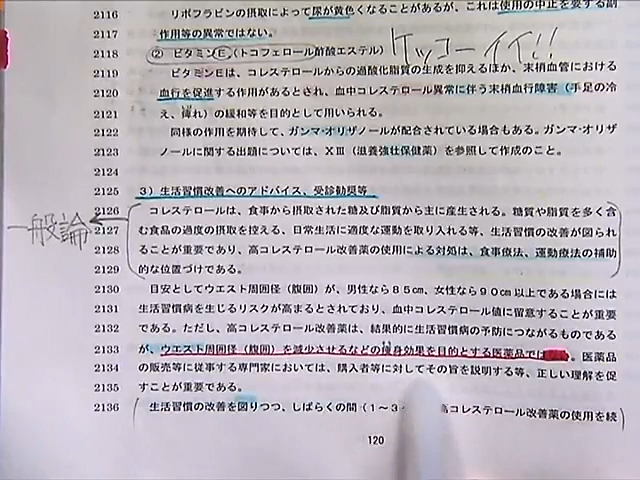 2116 リボフラビンの摂取によって尿が黄色くなることがあるが、これは使用の中止を要する副
2117 作用等の異常ではない。
2118 ② ビタミンE（トコフェロール酢酸エステル）
ケッコーイイ!!
2119 ビタミンEは、コレステロールからの過酸化脂質の生成を抑えるほか、末梢血管における
2120 血行を促進する作用があるとされ、血中コレステロール異常に伴う末梢血行障害（手足の冷
2121 え、痺れ）の緩和等を目的として用いられる。
2122 同様の作用を期待して、ガンマ‐オリザノールが配合されている場合もある。ガンマ‐オリザ
2123 ノールに関する出題については、ⅩⅢ（滋養強壮保健薬）を参照して作成のこと。
2124
2125 3）生活習慣改善へのアドバイス、受診勧奨等
2126 コレステロールは、食事から摂取された糖及び脂質から主に産生される。糖質や脂質を多く含
2127 む食品の過度の摂取を控える、日常生活に適度な運動を取り入れる等、生活習慣の改善が図られ
一般論
2128 ることが重要であり、高コレステロール改善薬の使用による対処は、食事療法、運動療法の補助
2129 的な位置づけである。
2130 目安としてウエスト周囲径（腹囲）が、男性なら85cm、女性なら90cm以上である場合には
2131 生活習慣病を生じるリスクが高まるとされており、血中コレステロール値に留意することが重要
2132 である。ただし、高コレステロール改善薬は、結果的に生活習慣病の予防につながるものである
2133 が、ウエスト周囲径（腹囲）を減少させるなどの痩身効果を目的とする医薬品では。医薬品
2134 の販売等に従事する専門家においては、購入者等に対してその旨を説明する等、正しい理解を促
2135 すことが重要である。
2136 生活習慣の改善を図りつつ、しばらくの間（1～3 高コレステロール改善薬の使用を続
120